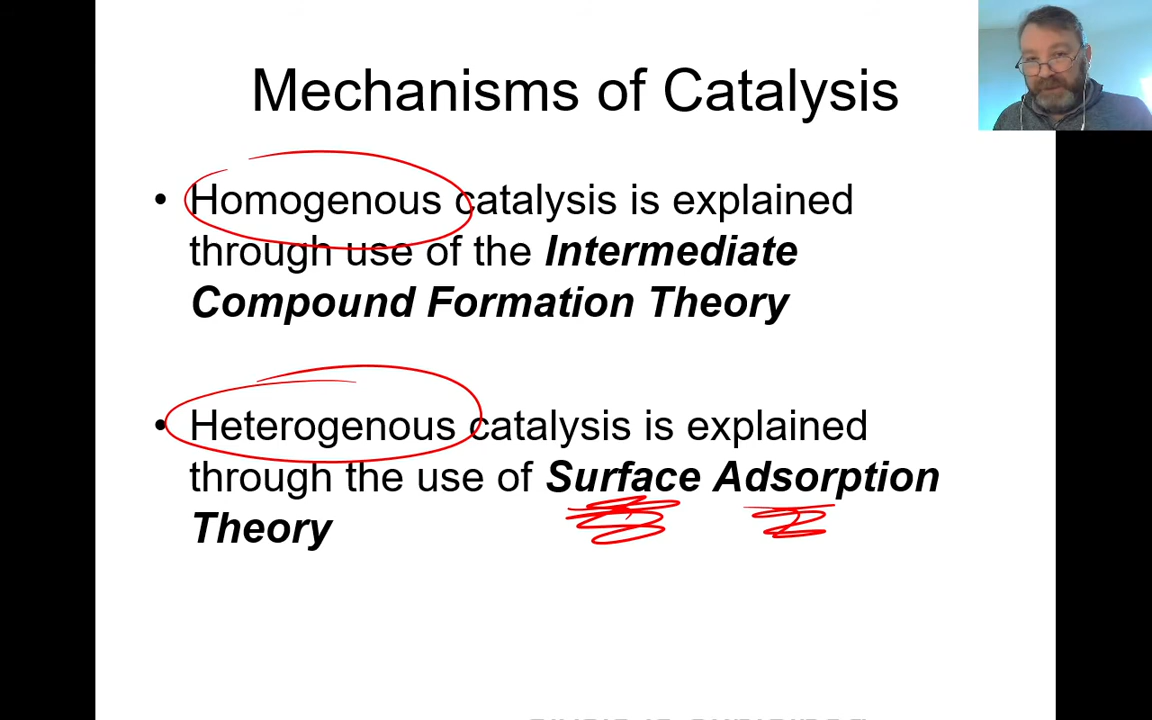 Mechanisms of Catalysis
• Homogenous catalysis is explained
through use of the Intermediate
Compound Formation Theory
• Heterogenous catalysis is explained
through the use of Surface Adsorption
Theory